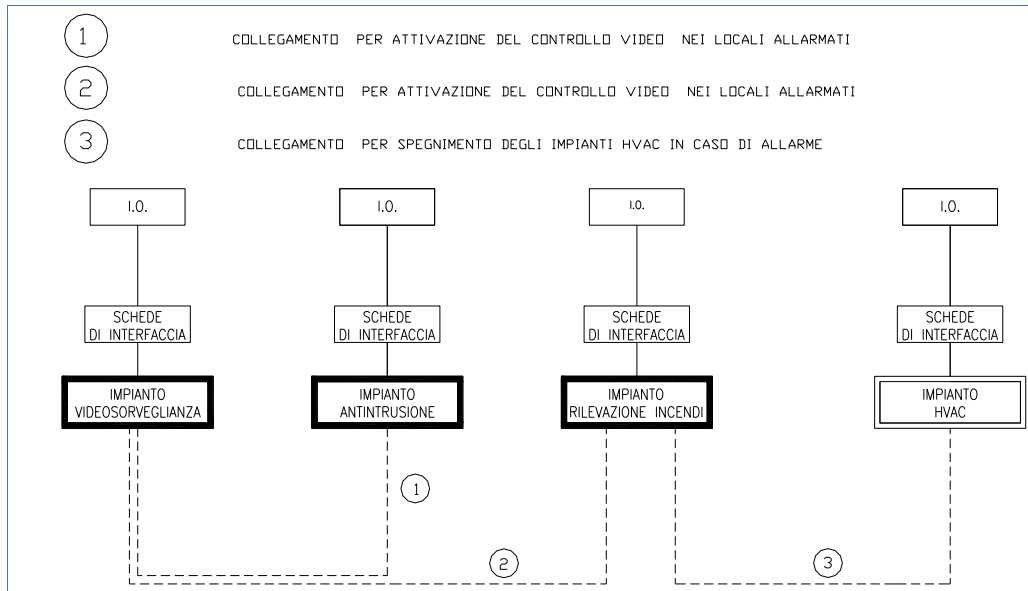 1 COLLEGAMENTO PER ATTIVAZIONE DEL CONTROLLO VIDEO NEI LOCALI ALLARMATI
2 COLLEGAMENTO PER ATTIVAZIONE DEL CONTROLLO VIDEO NEI LOCALI ALLARMATI
3 COLLEGAMENTO PER SPEGNIMENTO DEGLI IMPIANTI HVAC IN CASO DI ALLARME
I.O.
I.O.
I.O.
I.O.
SCHEDE
DI INTERFACCIA
SCHEDE
DI INTERFACCIA
SCHEDE
DI INTERFACCIA
SCHEDE
DI INTERFACCIA
IMPIANTO
VIDEOSORVEGLIANZA
IMPIANTO
ANTINTRUSIONE
IMPIANTO
RILEVAZIONE INCENDI
IMPIANTO
HVAC
1
2
3